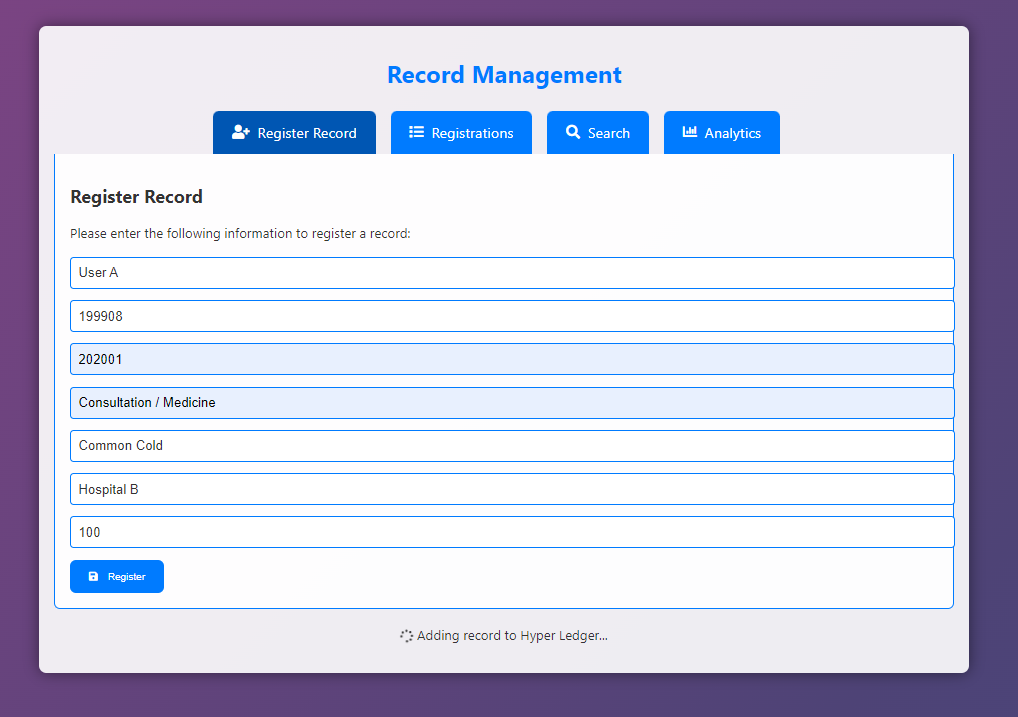 Record Management
Register Record Registrations Search Analytics
Register Record
Please enter the following information to register a record:
User A
199908
202001
Consultation / Medicine
Common Cold
Hospital B
100
Register
Adding record to Hyper Ledger...